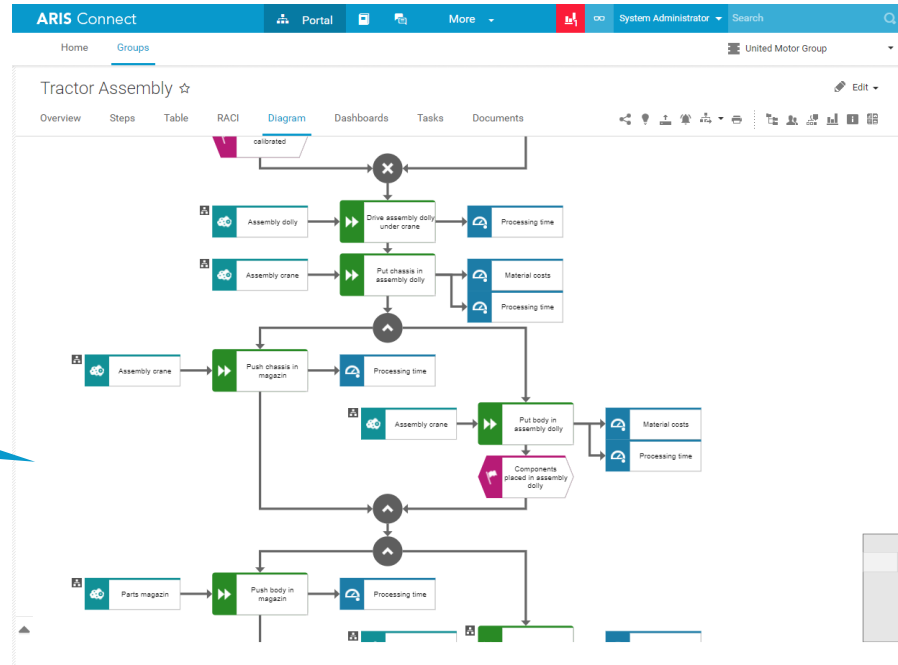 ARIS Connect
Portal
More
System Administrator
Search
Home
Groups
United Motor Group
Tractor Assembly
Edit
Overview
Steps
Table
RACI
Diagram
Dashboards
Tasks
Documents
calibrated
Assembly dolly
Drive assembly dolly
under crane
Processing time
Assembly crane
Put chassis in
assembly dolly
Material costs
Processing time
Assembly crane
Push chassis in
magazin
Processing time
Assembly crane
Put body in
assembly dolly
Material costs
Processing time
Components
placed in assembly
dolly
Parts magazin
Push body in
magazin
Processing time